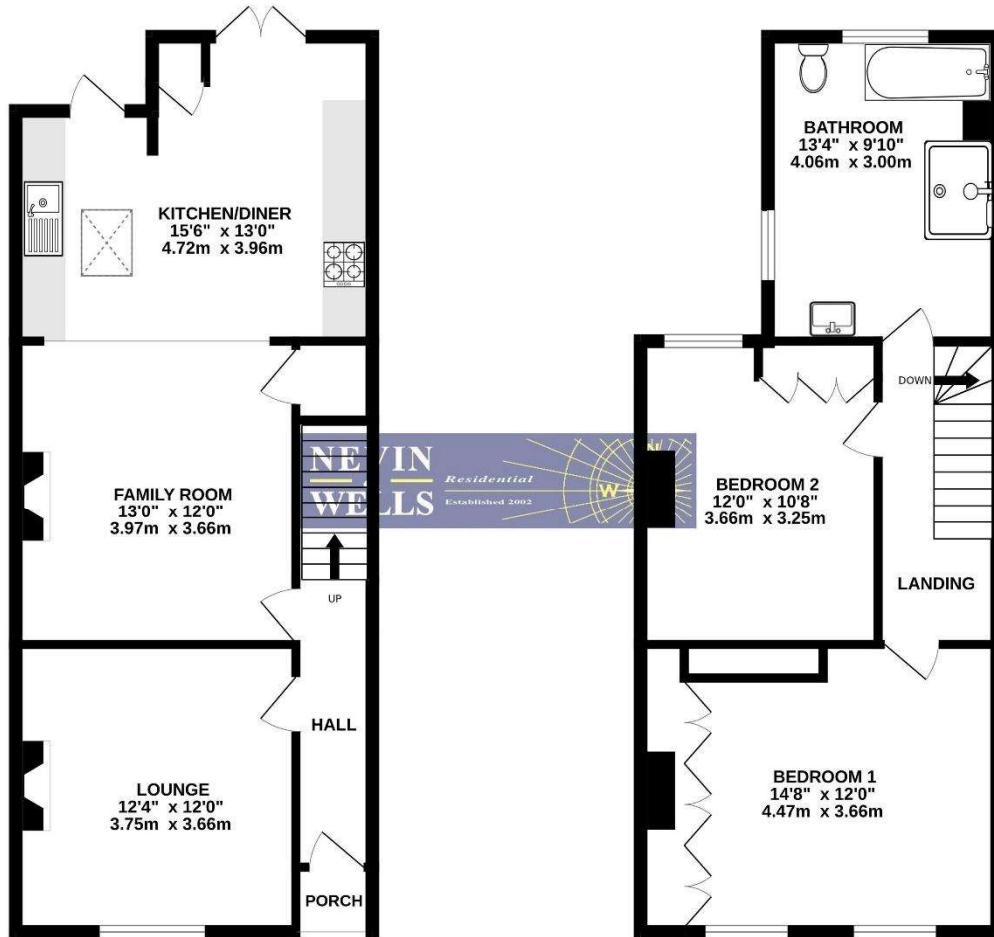 KITCHEN/DINER
15'6" x 13'0"
4.72m x 3.96m
FAMILY ROOM
13'0" x 12'0"
3.97m x 3.66m
UP
HALL
LOUNGE
12'4" x 12'0"
3.75m x 3.66m
PORCH
NEVIN
WELLS
Residential
Established 2002
W
N
BATHROOM
13'4" x 9'10"
4.06m x 3.00m
DOWN
BEDROOM 2
12'0" x 10'8"
3.66m x 3.25m
LANDING
BEDROOM 1
14'8" x 12'0"
4.47m x 3.66m